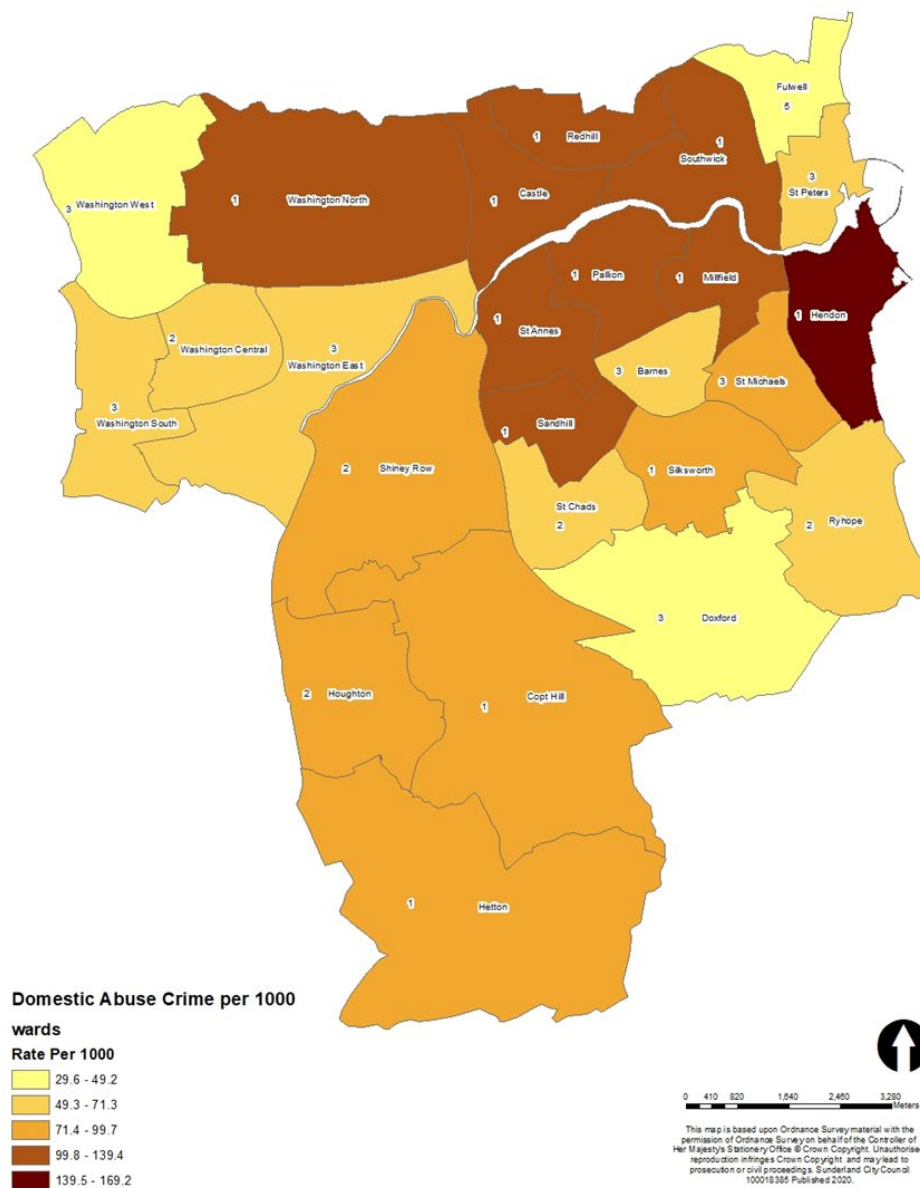 Fulwell
5
1 Redhill
1
Southwick
3
St Peters
3 Washington West
1 Washington North
1 Castle
1 Pallion
1 Millfield
1 Hendon
1
St Annes
2
Washington Central
3
Washington East
3 Barnes
3 St Michaels
3
Washington South
1 Sandhill
2 Shiney Row
1 Silksworth
St Chads
2
2 Ryhope
3 Doxford
2 Houghton
1 Copt Hill
1 Hetton
Domestic Abuse Crime per 1000
wards
Rate Per 1000
29.6 - 49.2
49.3 - 71.3
71.4 - 99.7
99.8 - 139.4
139.5 - 169.2
0 410 820 1,640 2,460 3,280
Meters
This map is based upon Ordnance Survey material with the
permission of Ordnance Survey on behalf of the Controller of
Her Majesty's Stationery Office © Crown Copyright. Unauthorise
reproduction infringes Crown Copyright and may lead to
prosecution or civil proceedings. Sunderland City Council
100018385 Published 2020.